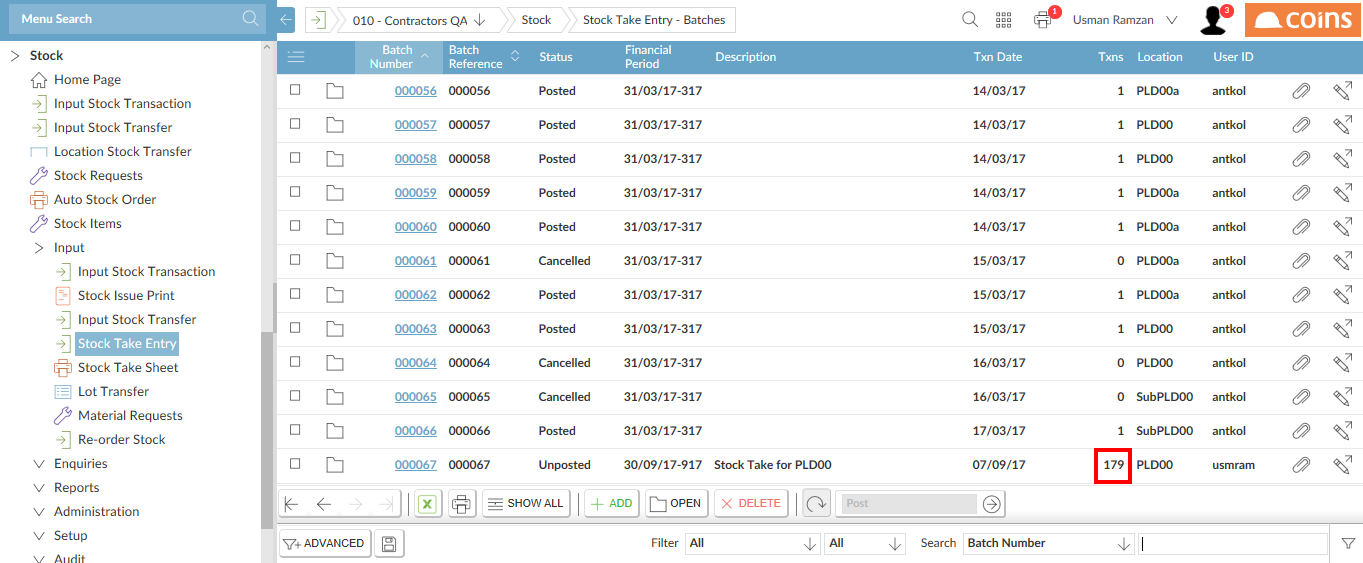 Menu Search
010 - Contractors QA
Stock
Stock Take Entry - Batches
1
Usman Ramzan
3
coins
Stock
Home Page
Input Stock Transaction
Input Stock Transfer
Location Stock Transfer
Stock Requests
Auto Stock Order
Stock Items
Input
Input Stock Transaction
Stock Issue Print
Input Stock Transfer
Stock Take Entry
Stock Take Sheet
Lot Transfer
Material Requests
Re-order Stock
Enquiries
Reports
Administration
Setup
Audit
Batch Number Batch Reference Status Financial Period Description Txn Date Txns Location User ID
000056 000056 Posted 31/03/17-317 14/03/17 1 PLD00a antkol
000057 000057 Posted 31/03/17-317 14/03/17 1 PLD00 antkol
000058 000058 Posted 31/03/17-317 14/03/17 1 PLD00 antkol
000059 000059 Posted 31/03/17-317 14/03/17 1 PLD00a antkol
000060 000060 Posted 31/03/17-317 14/03/17 1 PLD00a antkol
000061 000061 Cancelled 31/03/17-317 15/03/17 0 PLD00a antkol
000062 000062 Posted 31/03/17-317 15/03/17 1 PLD00a antkol
000063 000063 Posted 31/03/17-317 15/03/17 1 PLD00 antkol
000064 000064 Cancelled 31/03/17-317 16/03/17 0 PLD00 antkol
000065 000065 Cancelled 31/03/17-317 16/03/17 0 SubPLD00 antkol
000066 000066 Posted 31/03/17-317 17/03/17 1 SubPLD00 antkol
000067 000067 Unposted 30/09/17-917 Stock Take for PLD00 07/09/17 179 PLD00 usmram
X SHOW ALL + ADD OPEN DELETE Post
ADVANCED Filter All All Search Batch Number